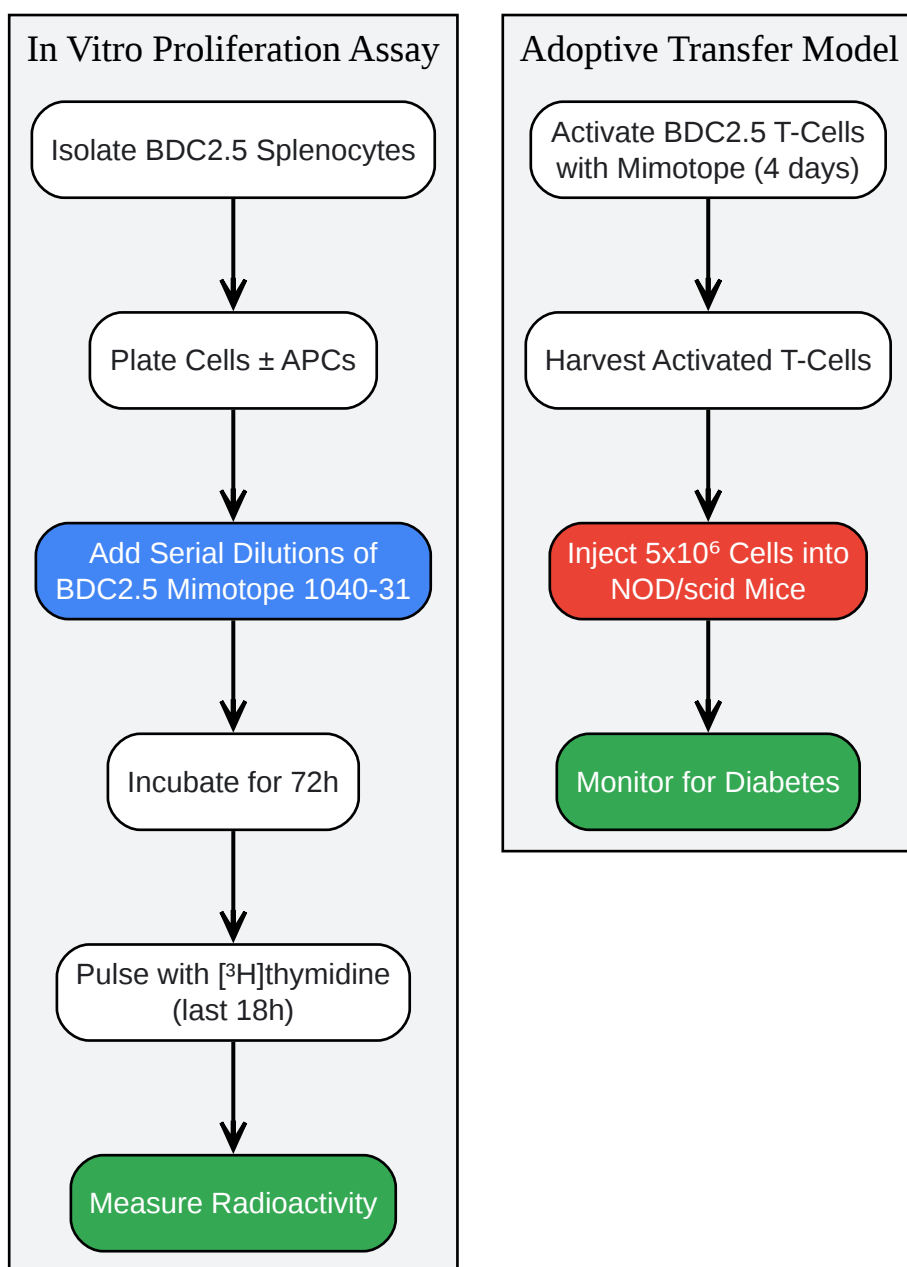 In Vitro Proliferation Assay
Isolate BDC2.5 Splenocytes
Plate Cells ± APCs
Add Serial Dilutions of
BDC2.5 Mimotope 1040-31
Incubate for 72h
Pulse with [³H]thymidine
(last 18h)
Measure Radioactivity
Adoptive Transfer Model
Activate BDC2.5 T-Cells
with Mimotope (4 days)
Harvest Activated T-Cells
Inject 5x10⁶ Cells into
NOD/scid Mice
Monitor for Diabetes